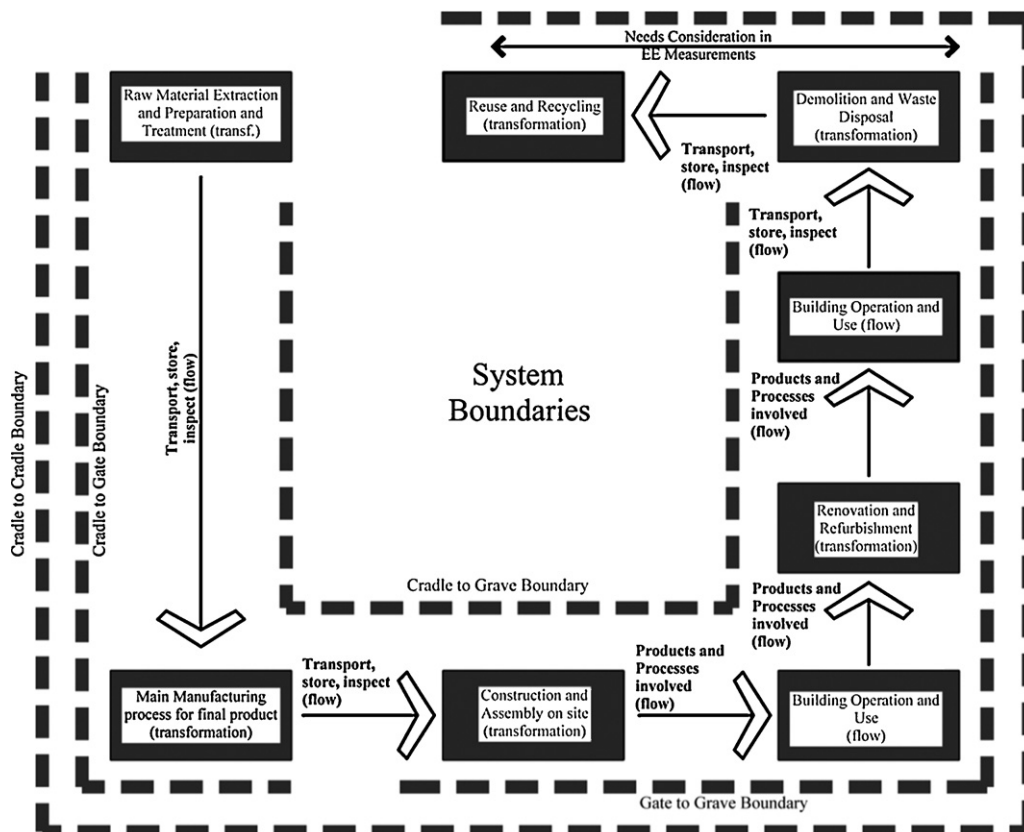 Needs Consideration in
EE Measurements
Raw Material Extraction
and Preparation and
Treatment (transf.)
Reuse and Recycling
(transformation)
Demolition and Waste
Disposal
(transformation)
Transport,
store, inspect
(flow)
Transport,
store, inspect
(flow)
Building Operation and
Use (flow)
Products and
Processes
involved
(flow)
Renovation and
Refurbishment
(transformation)
Products and
Processes
involved
(flow)
System
Boundaries
Cradle to Cradle Boundary
Cradle to Gate Boundary
Transport, store,
inspect (flow)
Cradle to Grave Boundary
Main Manufacturing
process for final product
(transformation)
Transport,
store, inspect
(flow)
Construction and
Assembly on site
(transformation)
Products and
Processes
involved
(flow)
Building Operation and
Use
(flow)
Gate to Grave Boundary